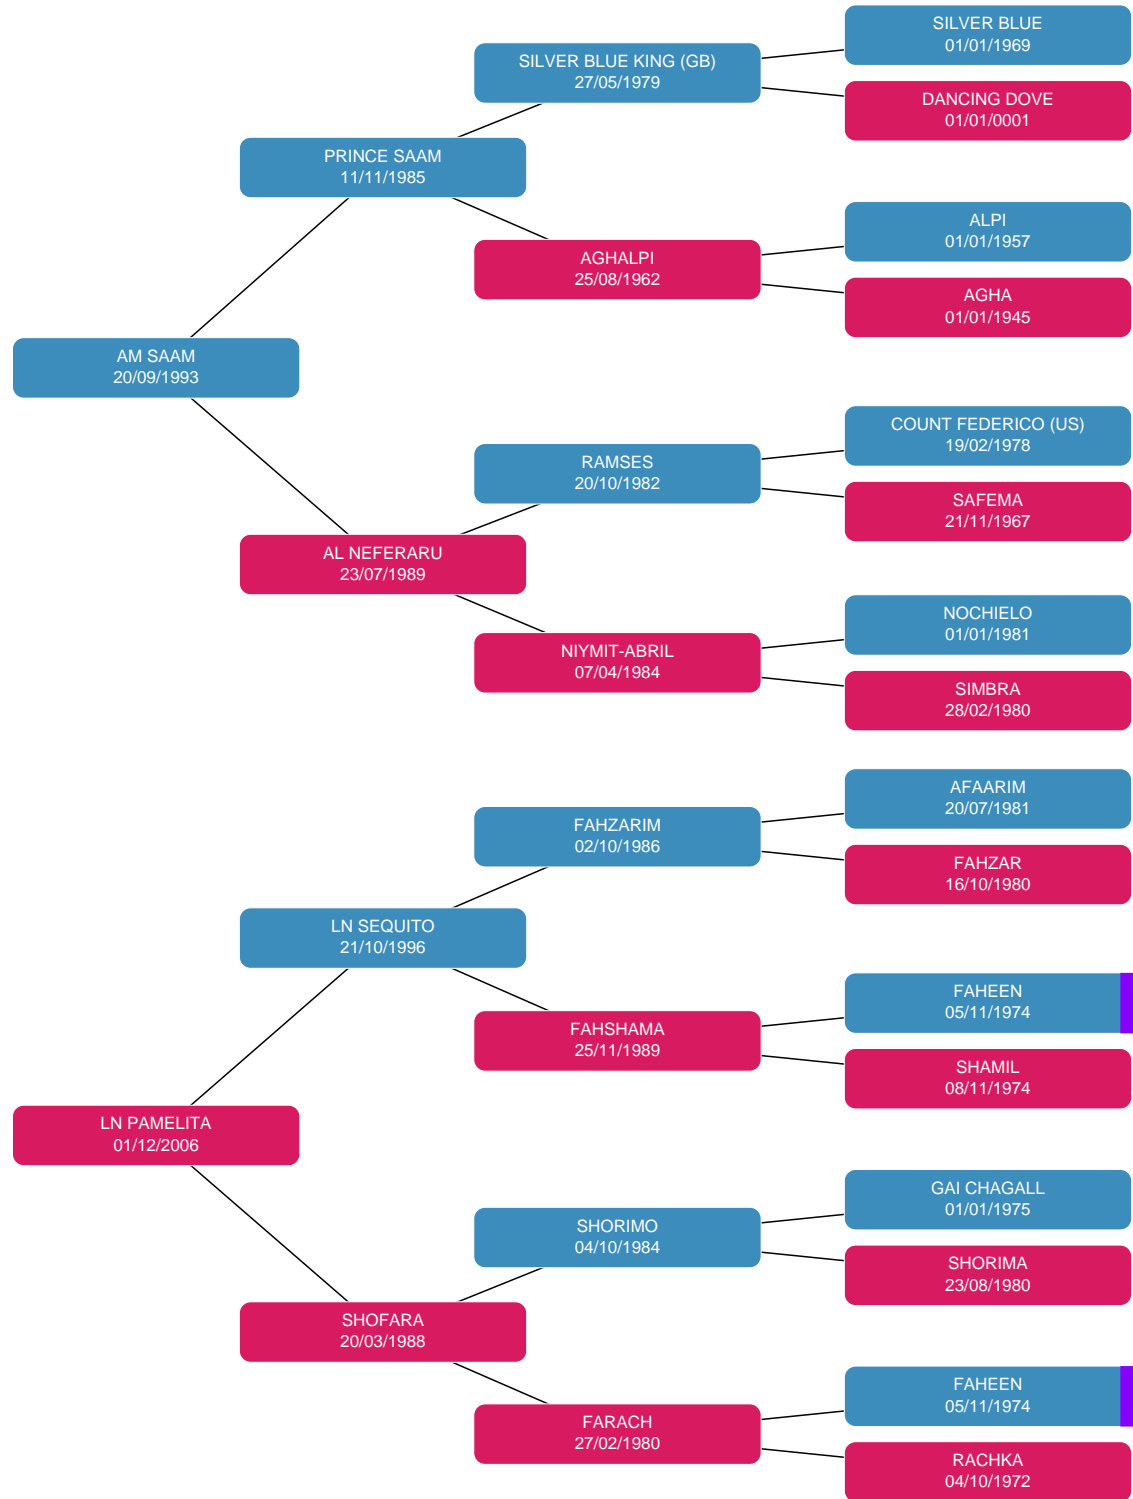 SILVER BLUE
01/01/1969
SILVER BLUE KING (GB)
27/05/1979
DANCING DOVE
01/01/0001
PRINCE SAAM
11/11/1985
ALPI
01/01/1957
AGHALPI
25/08/1962
AGHA
01/01/1945
AM SAAM
20/09/1993
COUNT FEDERICO (US)
19/02/1978
RAMSES
20/10/1982
SAFEMA
21/11/1967
AL NEFERARU
23/07/1989
NOCHIELO
01/01/1981
NIYMIT-ABRIL
07/04/1984
SIMBRA
28/02/1980
AFAARIM
20/07/1981
FAHZARIM
02/10/1986
FAHZAR
16/10/1980
LN SEQUITO
21/10/1996
FAHEEN
05/11/1974
FAHSHAMA
25/11/1989
SHAMIL
08/11/1974
LN PAMELITA
01/12/2006
GAI CHAGALL
01/01/1975
SHORIMO
04/10/1984
SHORIMA
23/08/1980
SHOFARA
20/03/1988
FAHEEN
05/11/1974
FARACH
27/02/1980
RACHKA
04/10/1972